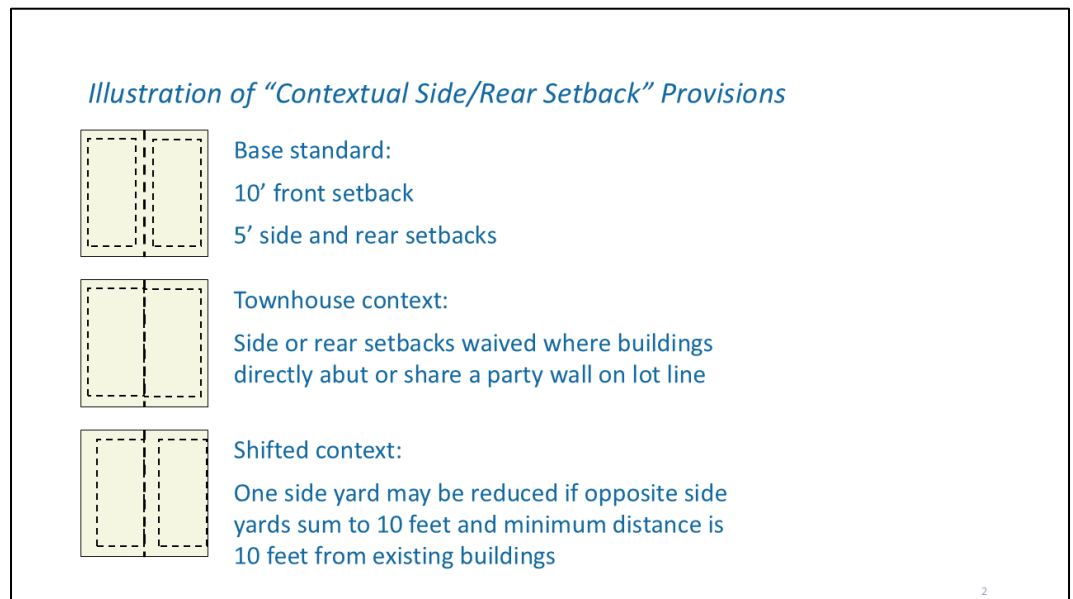 Illustration of “Contextual Side/Rear Setback” Provisions
Base standard:
10’ front setback
5’ side and rear setbacks
Townhouse context:
Side or rear setbacks waived where buildings
directly abut or share a party wall on lot line
Shifted context:
One side yard may be reduced if opposite side
yards sum to 10 feet and minimum distance is
10 feet from existing buildings
2